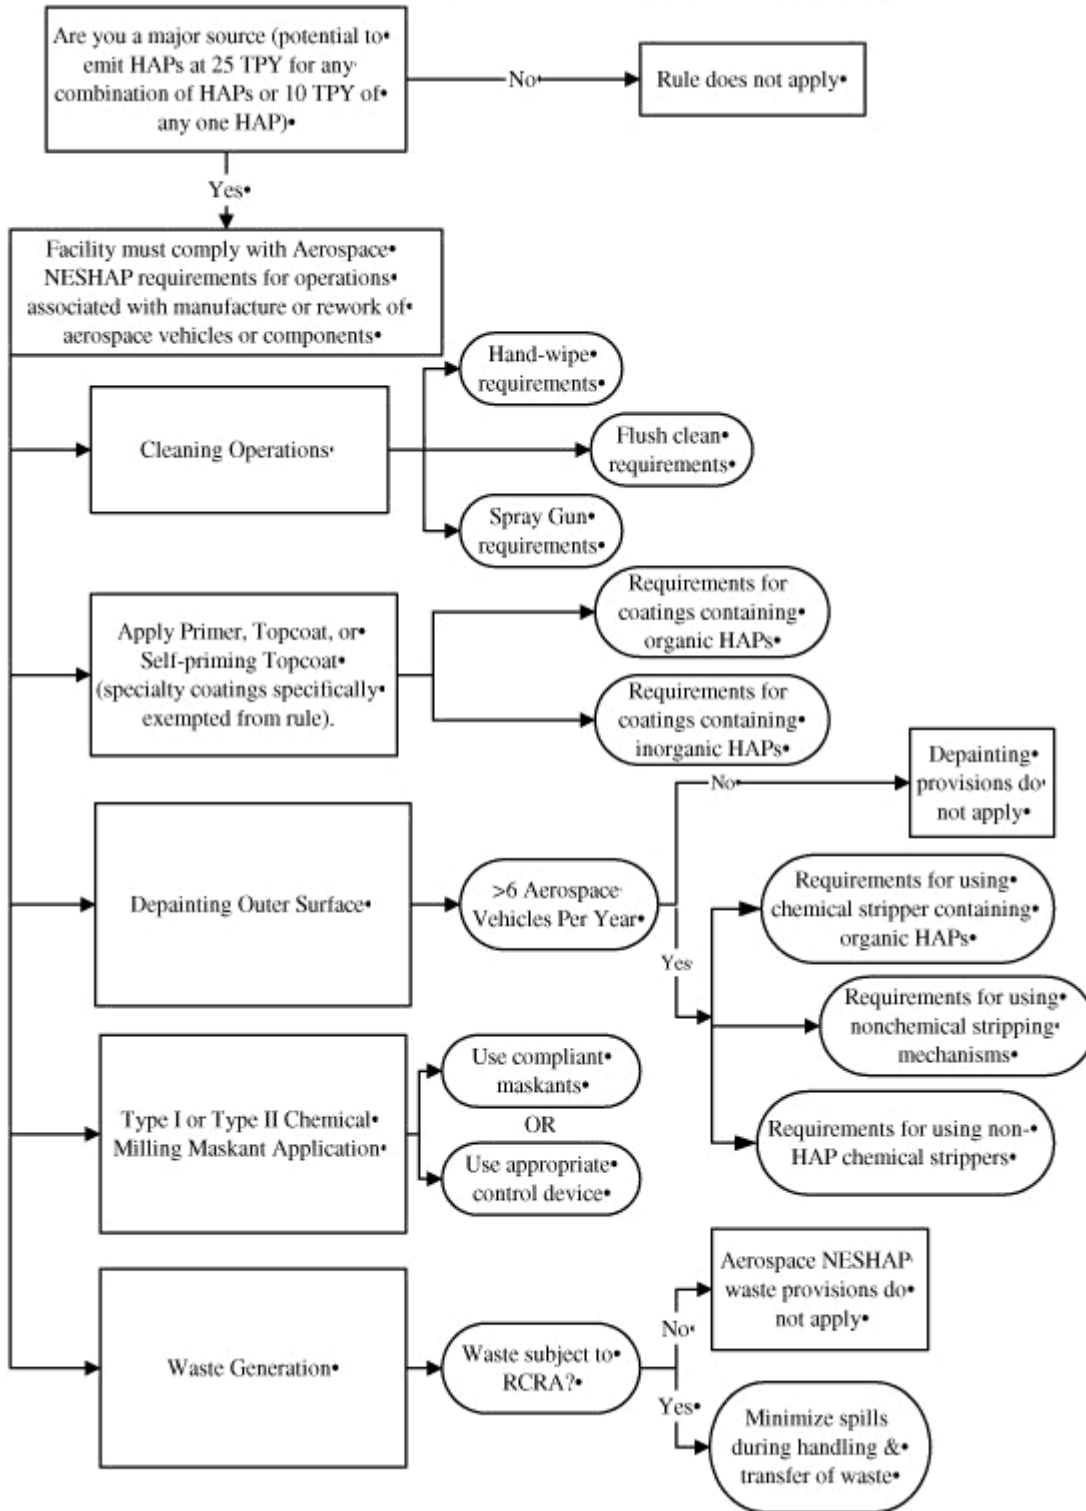 Are you a major source (potential to•
emit HAPs at 25 TPY for any·
combination of HAPs or 10 TPY of•
any one HAP)•
No·
Rule does not apply•
Yes•
Facility must comply with Aerospace•
NESHAP requirements for operations•
associated with manufacture or rework of•
aerospace vehicles or components•
Hand-wipe•
requirements•
Cleaning Operations·
Flush clean•
requirements•
Spray Gun•
requirements•
Apply Primer, Topcoat, or•
Self-priming Topcoat•
(specialty coatings specifically•
exempted from rule).
Requirements for
coatings containing•
organic HAPs•
Requirements for
coatings containing•
inorganic HAPs•
Depainting Outer Surface•
>6 Aerospace·
Vehicles Per Year•
No·
Depainting•
provisions do·
not apply•
Yes·
Requirements for using•
chemical stripper containing•
organic HAPs•
Requirements for using•
nonchemical stripping·
mechanisms•
Requirements for using non-•
HAP chemical strippers•
Type I or Type II Chemical•
Milling Maskant Application•
Use compliant•
maskants•
OR
Use appropriate•
control device•
Waste Generation•
Waste subject to•
RCRA?•
No·
Aerospace NESHAP·
waste provisions do•
not apply•
Yes•
Minimize spills
during handling &•
transfer of waste•